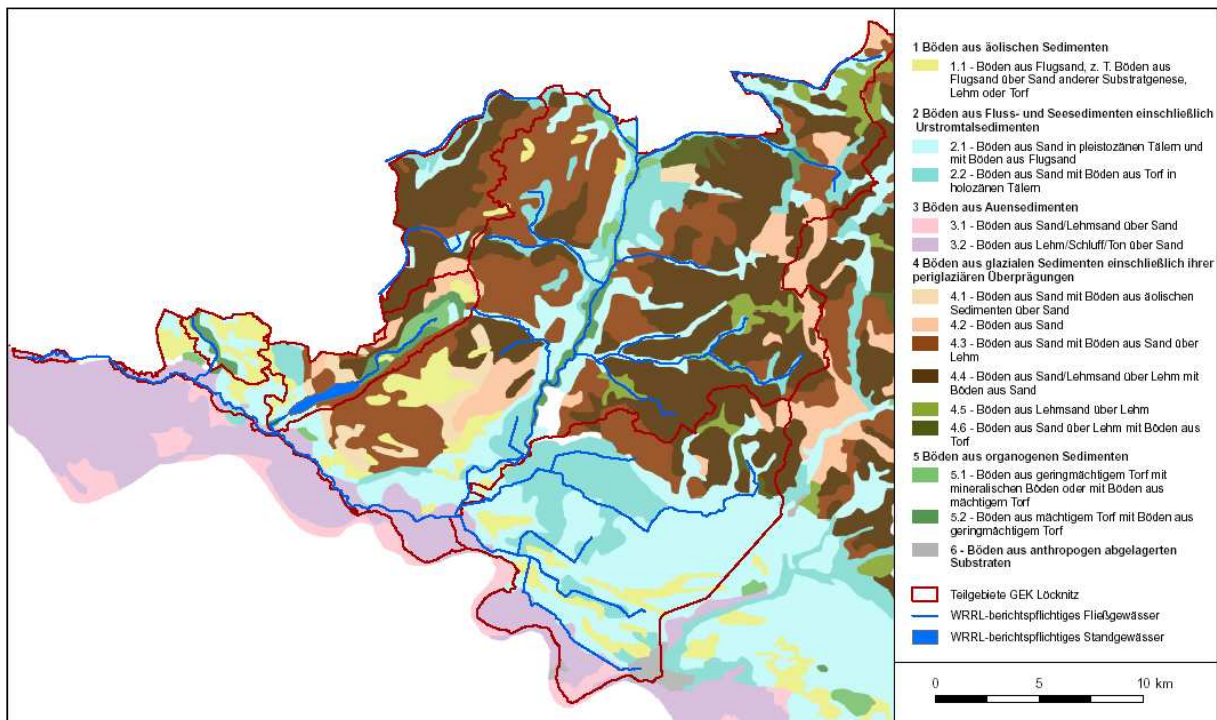 1 Böden aus äolischen Sedimenten
1.1 - Böden aus Flugsand, z. T. Böden aus
Flugsand über Sand anderer Substratgenese,
Lehm oder Torf
2 Böden aus Fluss- und Seesedimenten einschließlich
Urstromtalsedimenten
2.1 - Böden aus Sand in pleistozänen Tälern und
mit Böden aus Flugsand
2.2 - Böden aus Sand mit Böden aus Torf in
holozänen Tälern
3 Böden aus Auensedimenten
3.1 - Böden aus Sand/Lehmsand über Sand
3.2 - Böden aus Lehm/Schluff/Ton über Sand
4 Böden aus glazialen Sedimenten einschließlich ihrer
periglaziären Überprägungen
4.1 - Böden aus Sand mit Böden aus äolischen
Sedimenten über Sand
4.2 - Böden aus Sand
4.3 - Böden aus Sand mit Böden aus Sand über
Lehm
4.4 - Böden aus Sand/Lehmsand über Lehm mit
Böden aus Sand
4.5 - Böden aus Lehmsand über Lehm
4.6 - Böden aus Sand über Lehm mit Böden aus
Torf
5 Böden aus organogenen Sedimenten
5.1 - Böden aus geringmächtigem Torf mit
mineralischen Böden oder mit Böden aus
mächtigem Torf
5.2 - Böden aus mächtigem Torf mit Böden aus
geringmächtigem Torf
6 - Böden aus anthropogen abgelagerten
Substraten
Teilgebiete GEK Löcknitz
WRRL-berichtspflichtiges Fließgewässer
WRRL-berichtspflichtiges Standgewässer
0 5 10 km